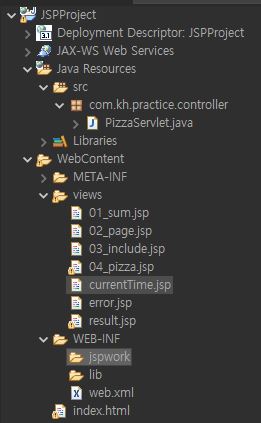 JSPProject
3.1
Deployment Descriptor: JSPProject
JAX-WS Web Services
Java Resources
src
com.kh.practice.controller
PizzaServlet.java
Libraries
WebContent
META-INF
views
01_sum.jsp
02_page.jsp
03_include.jsp
04_pizza.jsp
currentTime.jsp
error.jsp
result.jsp
WEB-INF
jspwork
lib
web.xml
index.html